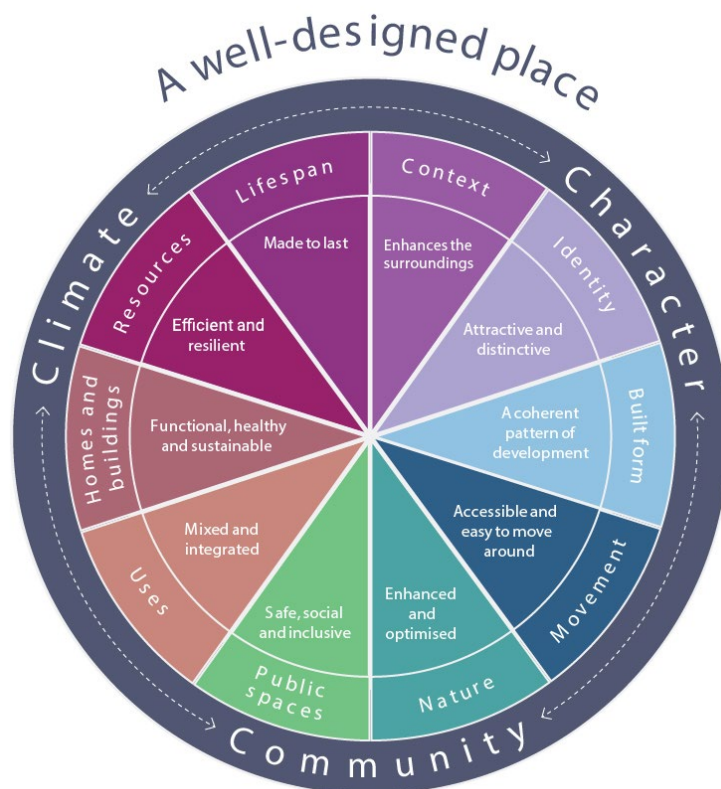 A well-designed place
Climate
Character
Community
Context
Enhances the
surroundings
Identity
Attractive and
distinctive
Built form
A coherent
pattern of
development
Movement
Accessible and
easy to move
around
Nature
Enhanced
and
optimised
Public
spaces
Safe, social
and inclusive
Uses
Mixed and
integrated
Homes and
buildings
Functional, healthy
and sustainable
Resources
Efficient and
resilient
Lifespan
Made to last